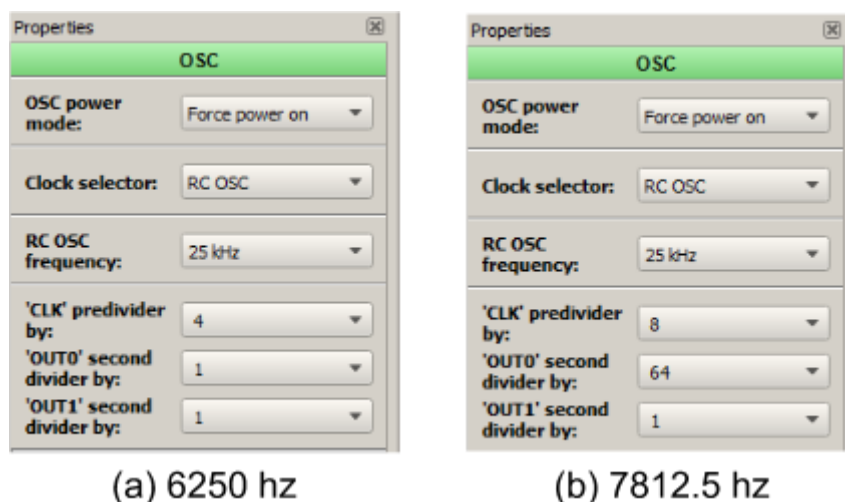 Properties
OSC
OSC power
mode:
Force power on
Clock selector:
RC OSC
RC OSC
frequency:
25 kHz
'CLK' predivider
by:
4
'OUT0' second
divider by:
1
'OUT1' second
divider by:
1
(a) 6250 hz
Properties
OSC
OSC power
mode:
Force power on
Clock selector:
RC OSC
RC OSC
frequency:
25 kHz
'CLK' predivider
by:
8
'OUT0' second
divider by:
64
'OUT1' second
divider by:
1
(b) 7812.5 hz